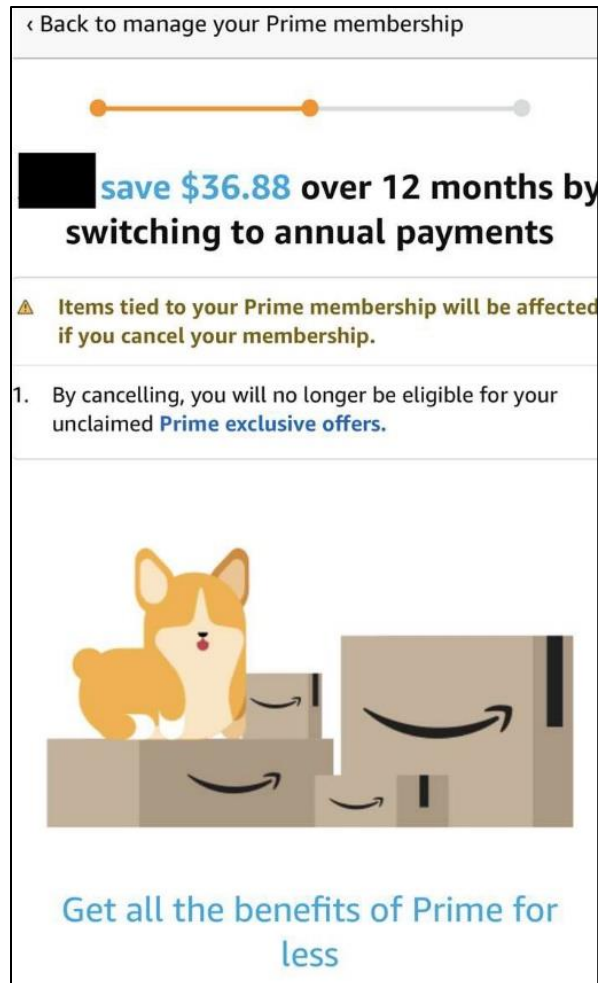 ‹ Back to manage your Prime membership
save $36.88 over 12 months by
switching to annual payments
⚠ Items tied to your Prime membership will be affected
if you cancel your membership.
1. By cancelling, you will no longer be eligible for your
unclaimed Prime exclusive offers.
Get all the benefits of Prime for
less